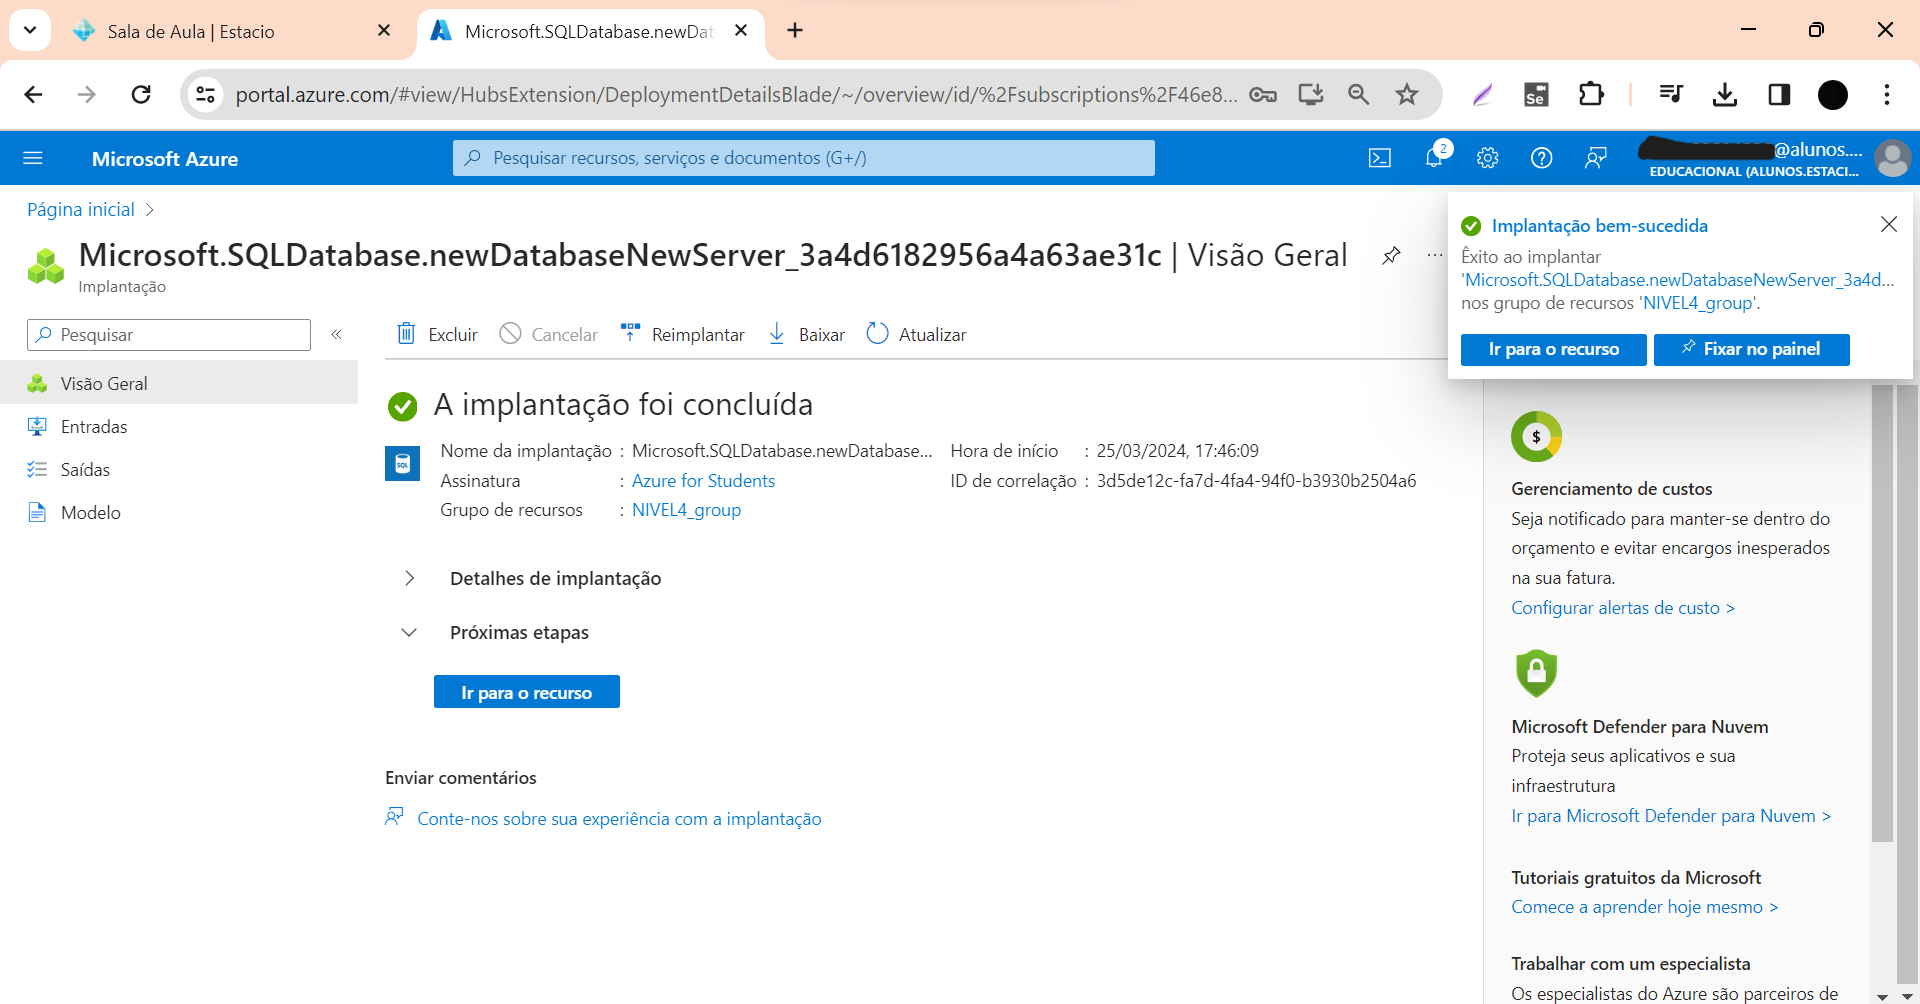 Sala de Aula | Estacio
Microsoft.SQLDatabase.newDat
portal.azure.com/#view/HubsExtension/DeploymentDetailsBlade/~/overview/id/%2Fsubscriptions%2F46e8...
Se
Microsoft Azure
Pesquisar recursos, serviços e documentos (G+/)
2
@alunos....
EDUCACIONAL (ALUNOS.ESTACI...
Página inicial
Microsoft.SQLDatabase.newDatabaseNewServer_3a4d6182956a4a63ae31c | Visão Geral
Implantação
...
Implantação bem-sucedida
Êxito ao implantar
'Microsoft.SQLDatabase.newDatabaseNewServer_3a4d...
nos grupo de recursos 'NIVEL4_group'.
Ir para o recurso
Fixar no painel
Pesquisar
«
Excluir
Cancelar
Reimplantar
Baixar
Atualizar
Visão Geral
Entradas
Saídas
Modelo
A implantação foi concluída
SQL
Nome da implantação : Microsoft.SQLDatabase.newDatabase...
Assinatura : Azure for Students
Grupo de recursos : NIVEL4_group
Hora de início : 25/03/2024, 17:46:09
ID de correlação : 3d5de12c-fa7d-4fa4-94f0-b3930b2504a6
Detalhes de implantação
Próximas etapas
Ir para o recurso
Enviar comentários
Conte-nos sobre sua experiência com a implantação
$
Gerenciamento de custos
Seja notificado para manter-se dentro do
orçamento e evitar encargos inesperados
na sua fatura.
Configurar alertas de custo >
Microsoft Defender para Nuvem
Proteja seus aplicativos e sua
infraestrutura
Ir para Microsoft Defender para Nuvem >
Tutoriais gratuitos da Microsoft
Comece a aprender hoje mesmo >
Trabalhar com um especialista
Os especialistas do Azure são parceiros de